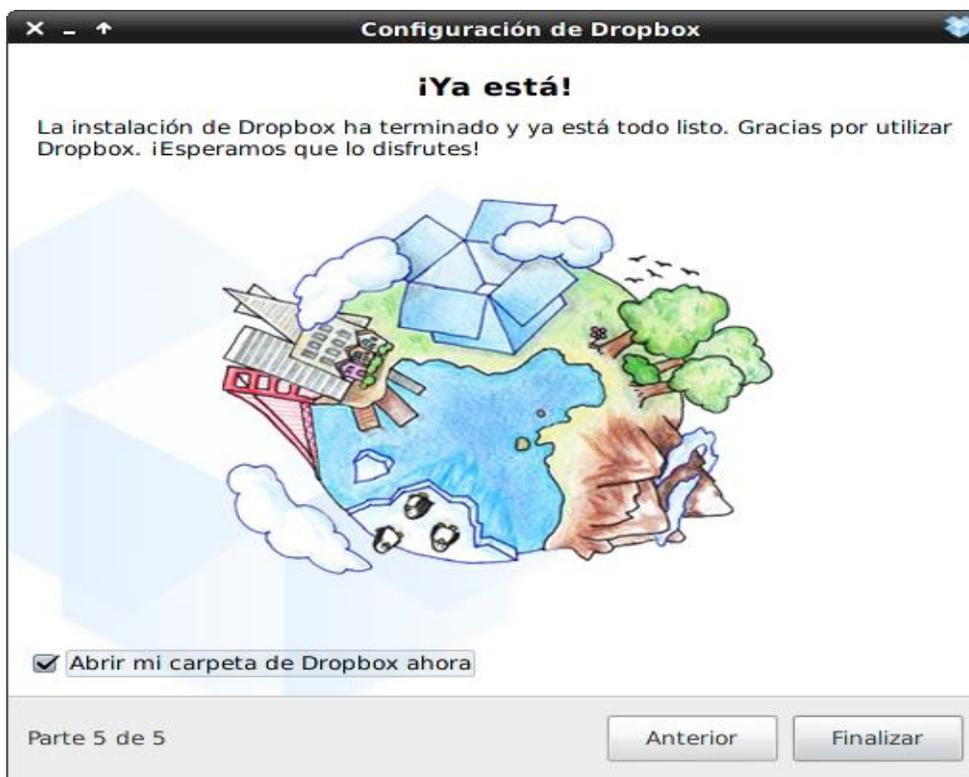 Configuración de Dropbox
¡Ya está!
La instalación de Dropbox ha terminado y ya está todo listo. Gracias por utilizar
Dropbox. ¡Esperamos que lo disfrutes!
Abrir mi carpeta de Dropbox ahora
Parte 5 de 5
Anterior
Finalizar